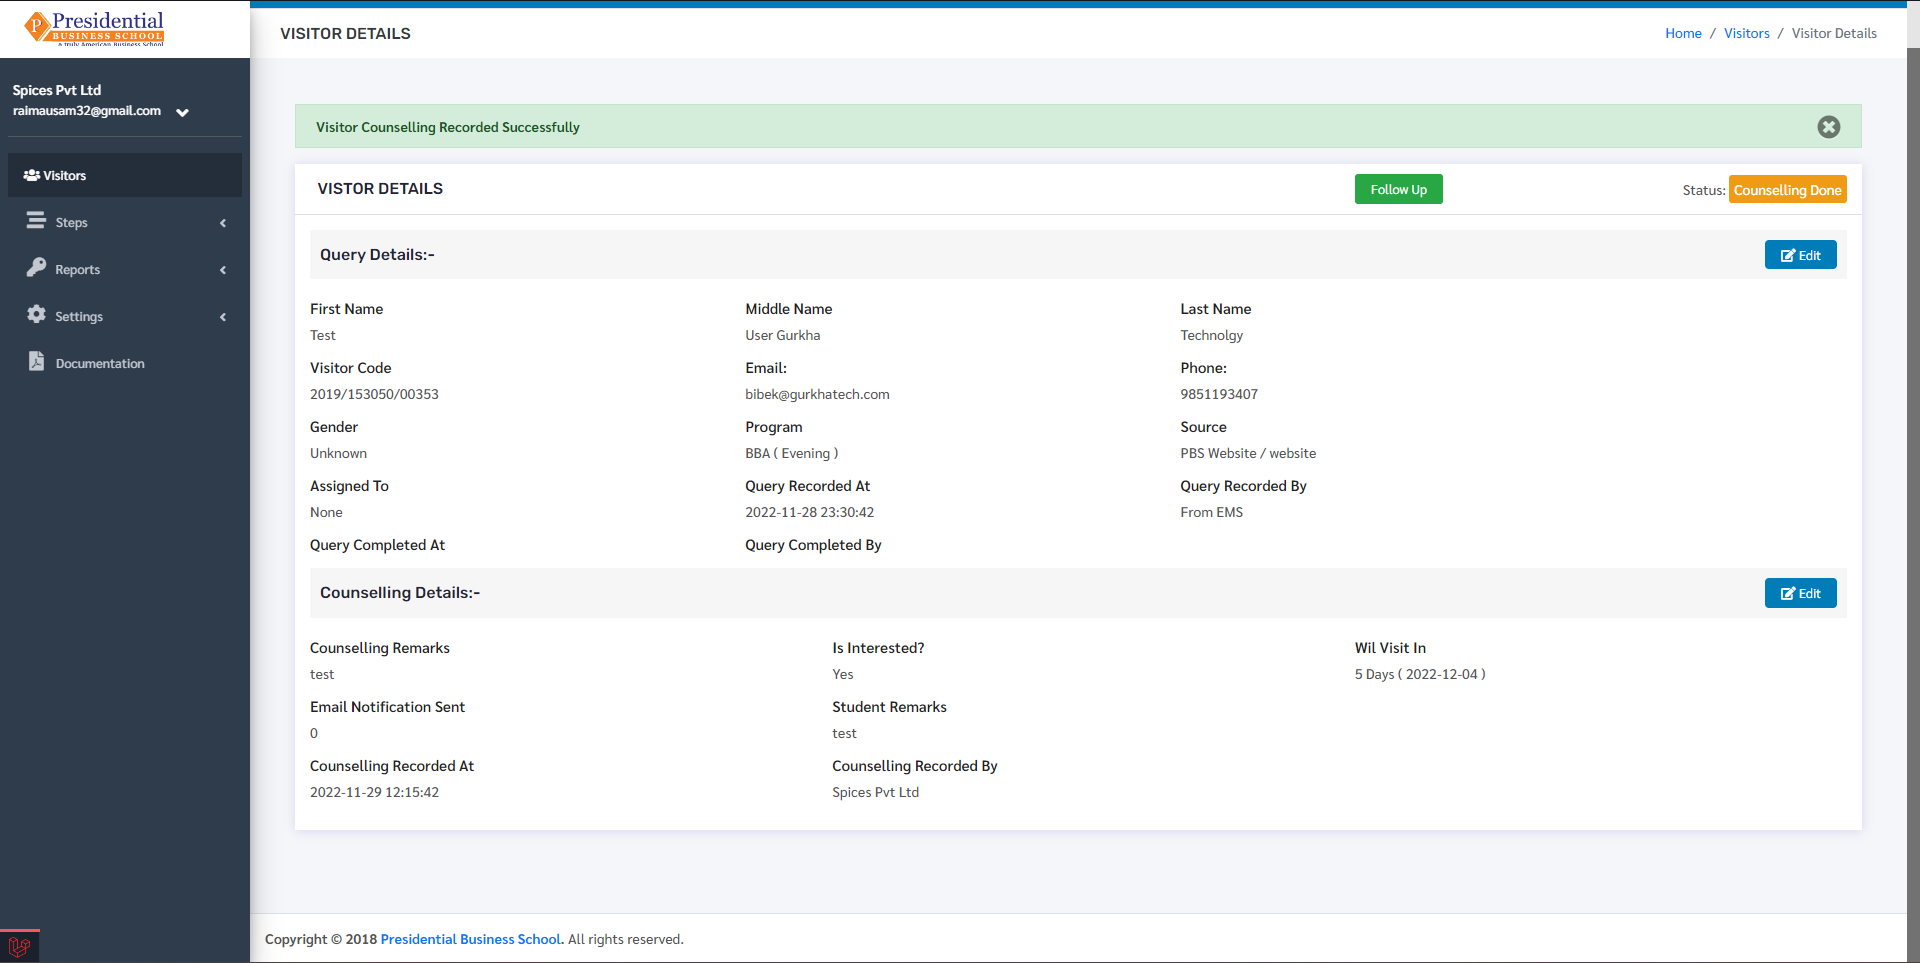 Presidential
BUSINESS SCHOOL
A truly American Business School
VISITOR DETAILS
Home / Visitors / Visitor Details
Spices Pvt Ltd
raimausam32@gmail.com
Visitors
Steps
Reports
Settings
Documentation
Visitor Counselling Recorded Successfully
VISTOR DETAILS
Follow Up
Status: Counselling Done
Query Details:-
Edit
First Name
Middle Name
Last Name
Test
User Gurkha
Technolgy
Visitor Code
Email:
Phone:
2019/153050/00353
bibek@gurkhatech.com
9851193407
Gender
Program
Source
Unknown
BBA ( Evening )
PBS Website / website
Assigned To
Query Recorded At
Query Recorded By
None
2022-11-28 23:30:42
From EMS
Query Completed At
Query Completed By
Counselling Details:-
Edit
Counselling Remarks
Is Interested?
Wil Visit In
test
Yes
5 Days ( 2022-12-04 )
Email Notification Sent
Student Remarks
0
test
Counselling Recorded At
Counselling Recorded By
2022-11-29 12:15:42
Spices Pvt Ltd
Copyright © 2018 Presidential Business School. All rights reserved.